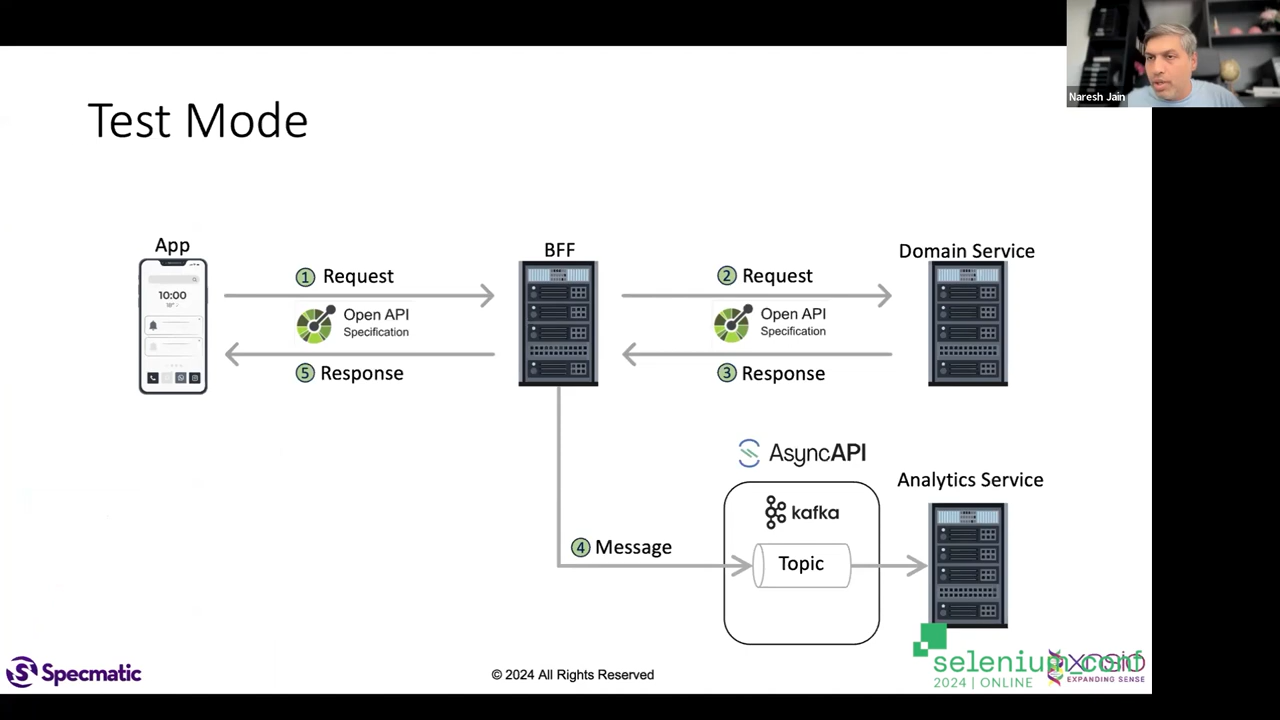 Naresh Jain
Test Mode
App
BFF
Domain Service
1 Request
2 Request
10:00
Open API
Specification
Open API
Specification
5 Response
3 Response
AsyncAPI
Analytics Service
kafka
4 Message
Topic
Specmatic
© 2024 All Rights Reserved
selenium_conf
2024 | ONLINE
EXPANDING SENSE